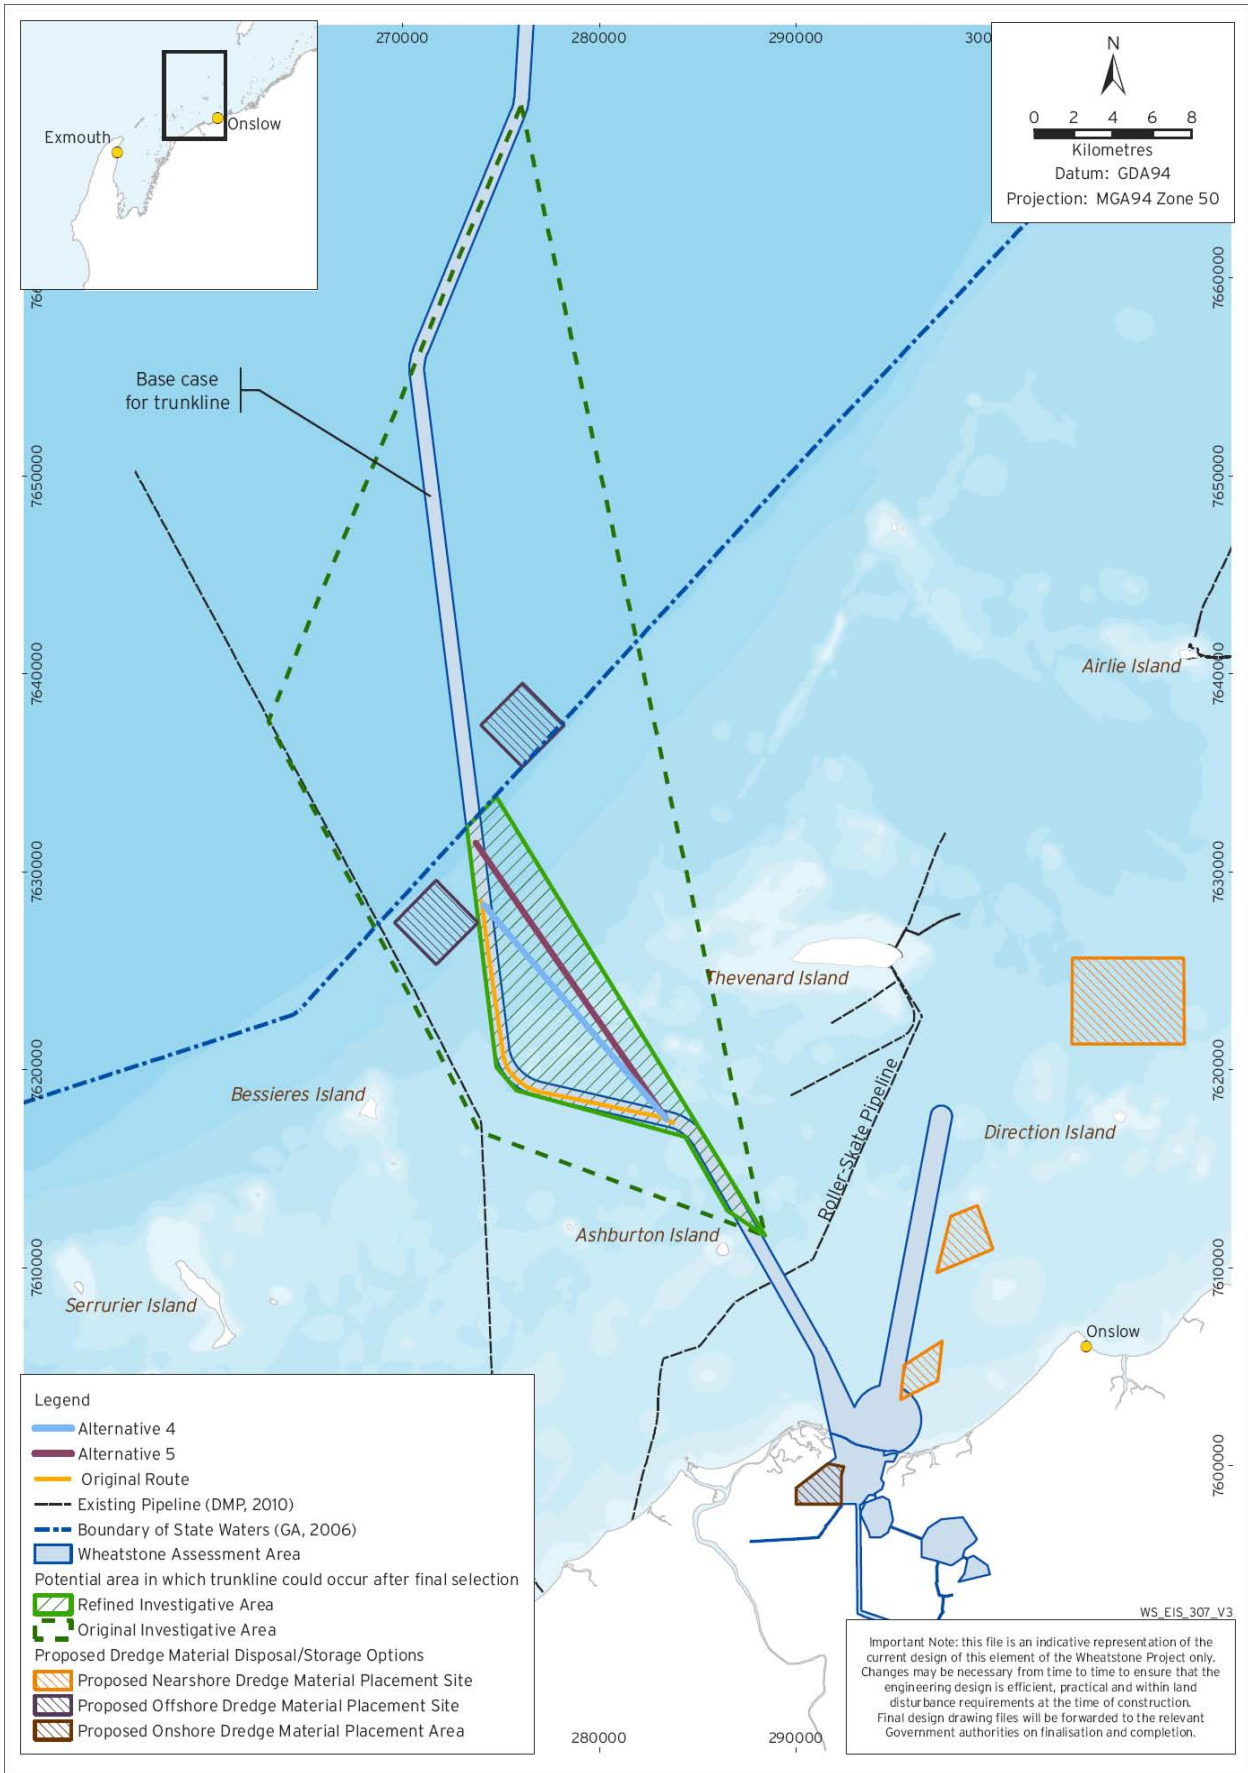 270000
280000
290000
300
Exmouth
Onslow
N
0 2 4 6 8
Kilometres
Datum: GDA94
Projection: MGA94 Zone 50
766
7660000
Base case
for trunkline
7650000
7650000
7640000
7640000
Airlie Island
7630000
7630000
Thevenard Island
7620000
7620000
Bessieres Island
Direction Island
Roller-Skate Pipeline
Ashburton Island
7610000
7610000
Serrurier Island
Onslow
7600000
Legend
Alternative 4
Alternative 5
Original Route
Existing Pipeline (DMP, 2010)
Boundary of State Waters (GA, 2006)
Wheatstone Assessment Area
Potential area in which trunkline could occur after final selection
Refined Investigative Area
Original Investigative Area
Proposed Dredge Material Disposal/Storage Options
Proposed Nearshore Dredge Material Placement Site
Proposed Offshore Dredge Material Placement Site
Proposed Onshore Dredge Material Placement Area
WS_EIS_307_V3
Important Note: this file is an indicative representation of the
current design of this element of the Wheatstone Project only.
Changes may be necessary from time to time to ensure that the
engineering design is efficient, practical and within land
disturbance requirements at the time of construction.
Final design drawing files will be forwarded to the relevant
Government authorities on finalisation and completion.
280000
290000